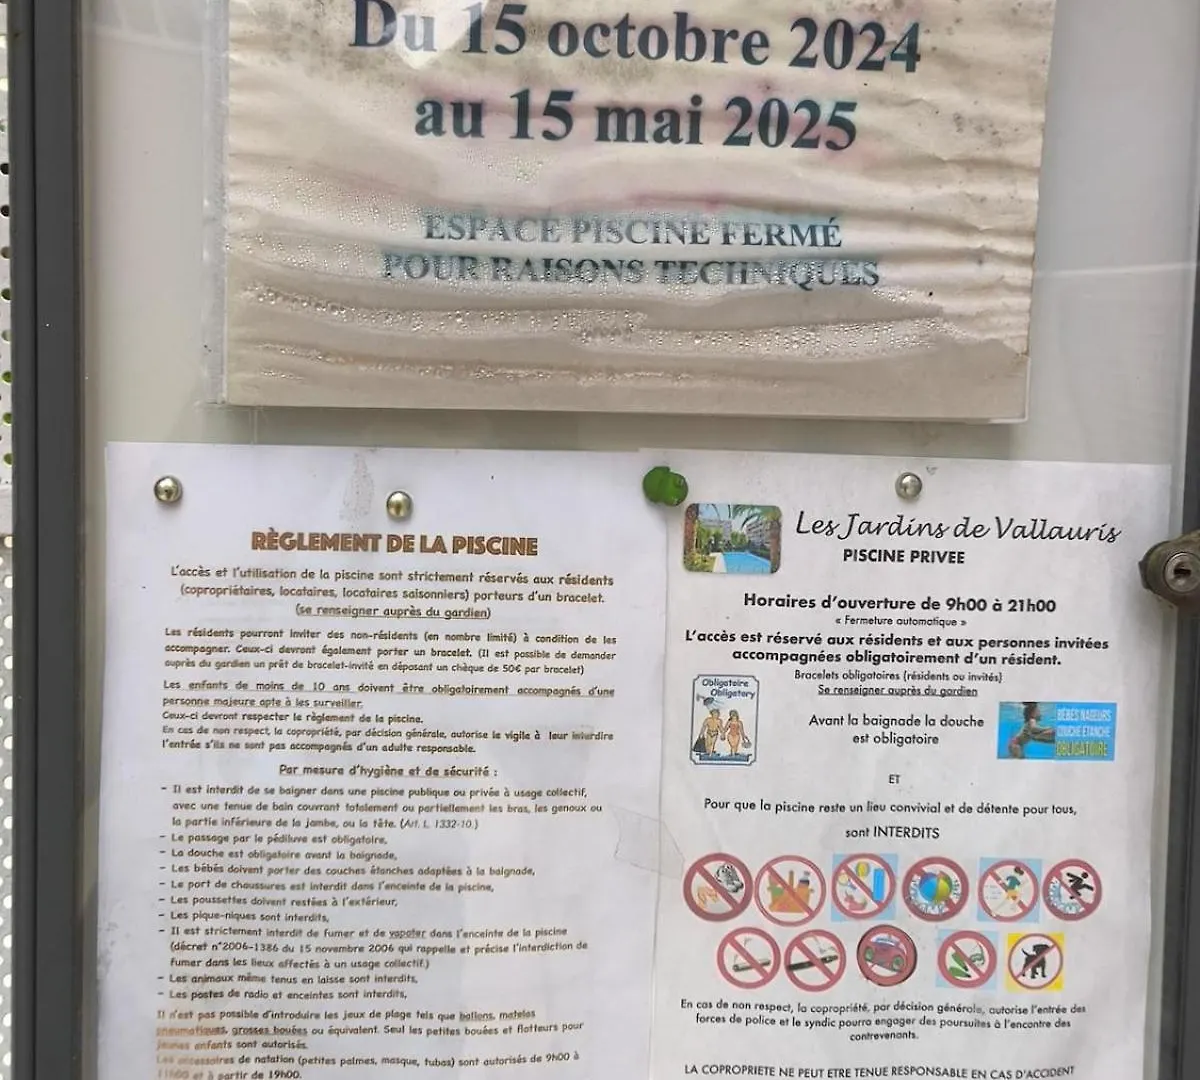 Du 15 octobre 2024
au 15 mai 2025
ESPACE PISCINE FERMÉ
POUR RAISONS TECHNIQUES
RÈGLEMENT DE LA PISCINE
L'accès et l'utilisation de la piscine sont strictement réservés aux résidents
(copropriétaires, locataires, locataires saisonniers) porteurs d'un bracelet.
(se renseigner auprès du gardien)
Les résidents pourront inviter des non-résidents (en nombre limité) à condition de les
accompagner. Ceux-ci devront également porter un bracelet. (Il est possible de demander
auprès du gardien un prêt de bracelet-invité en déposant un chèque de 50€ par bracelet)
Les enfants de moins de 10 ans doivent être obligatoirement accompagnés d'une
personne majeure apte à les surveiller.
Ceux-ci devront respecter le règlement de la piscine.
En cas de non respect, la copropriété, par décision générale, autorise le vigile à leur interdire
l'entrée s'ils ne sont pas accompagnés d'un adulte responsable.
Par mesure d'hygiène et de sécurité :
- Il est interdit de se baigner dans une piscine publique ou privée à usage collectif,
avec une tenue de bain couvrant totalement ou partiellement les bras, les genoux ou
la partie inférieure de la jambe, ou la tête. (Art. L. 1332-10.)
- Le passage par le pédiluve est obligatoire,
- La douche est obligatoire avant la baignade,
- Les bébés doivent porter des couches étanches adaptées à la baignade,
- Le port de chaussures est interdit dans l'enceinte de la piscine,
- Les poussettes doivent restées à l'extérieur,
- Les pique-niques sont interdits,
- Il est strictement interdit de fumer et de vapoter dans l'enceinte de la piscine
(décret n°2006-1386 du 15 novembre 2006 qui rappelle et précise l'interdiction de
fumer dans les lieux affectés à un usage collectif.)
- Les animaux même tenus en laisse sont interdits,
- Les postes de radio et enceintes sont interdits,
Il n'est pas possible d'introduire les jeux de plage tels que ballons, matelas
pneumatiques, grosses bouées ou équivalent. Seul les petites bouées et flotteurs pour
jeunes enfants sont autorisés.
Les accessoires de natation (petites palmes, masque, tubas) sont autorisés de 9h00 à
11h00 et à partir de 19h00.
Les Jardins de Vallauris
PISCINE PRIVEE
Horaires d'ouverture de 9h00 à 21h00
« Fermeture automatique »
L'accès est réservé aux résidents et aux personnes invitées
accompagnées obligatoirement d'un résident.
Bracelets obligatoires (résidents ou invités)
Se renseigner auprès du gardien
Obligatoire
Obligatory
Avant la baignade la douche
est obligatoire
BÉBÉS NAGEURS
COUCHE ÉTANCHE
OBLIGATOIRE
ET
Pour que la piscine reste un lieu convivial et de détente pour tous,
sont INTERDITS
En cas de non respect, la copropriété, par décision générale, autorise l'entrée des
forces de police et le syndic pourra engager des poursuites à l'encontre des
contrevenants.
LA COPROPRIETE NE PEUT ETRE TENUE RESPONSABLE EN CAS D'ACCIDENT